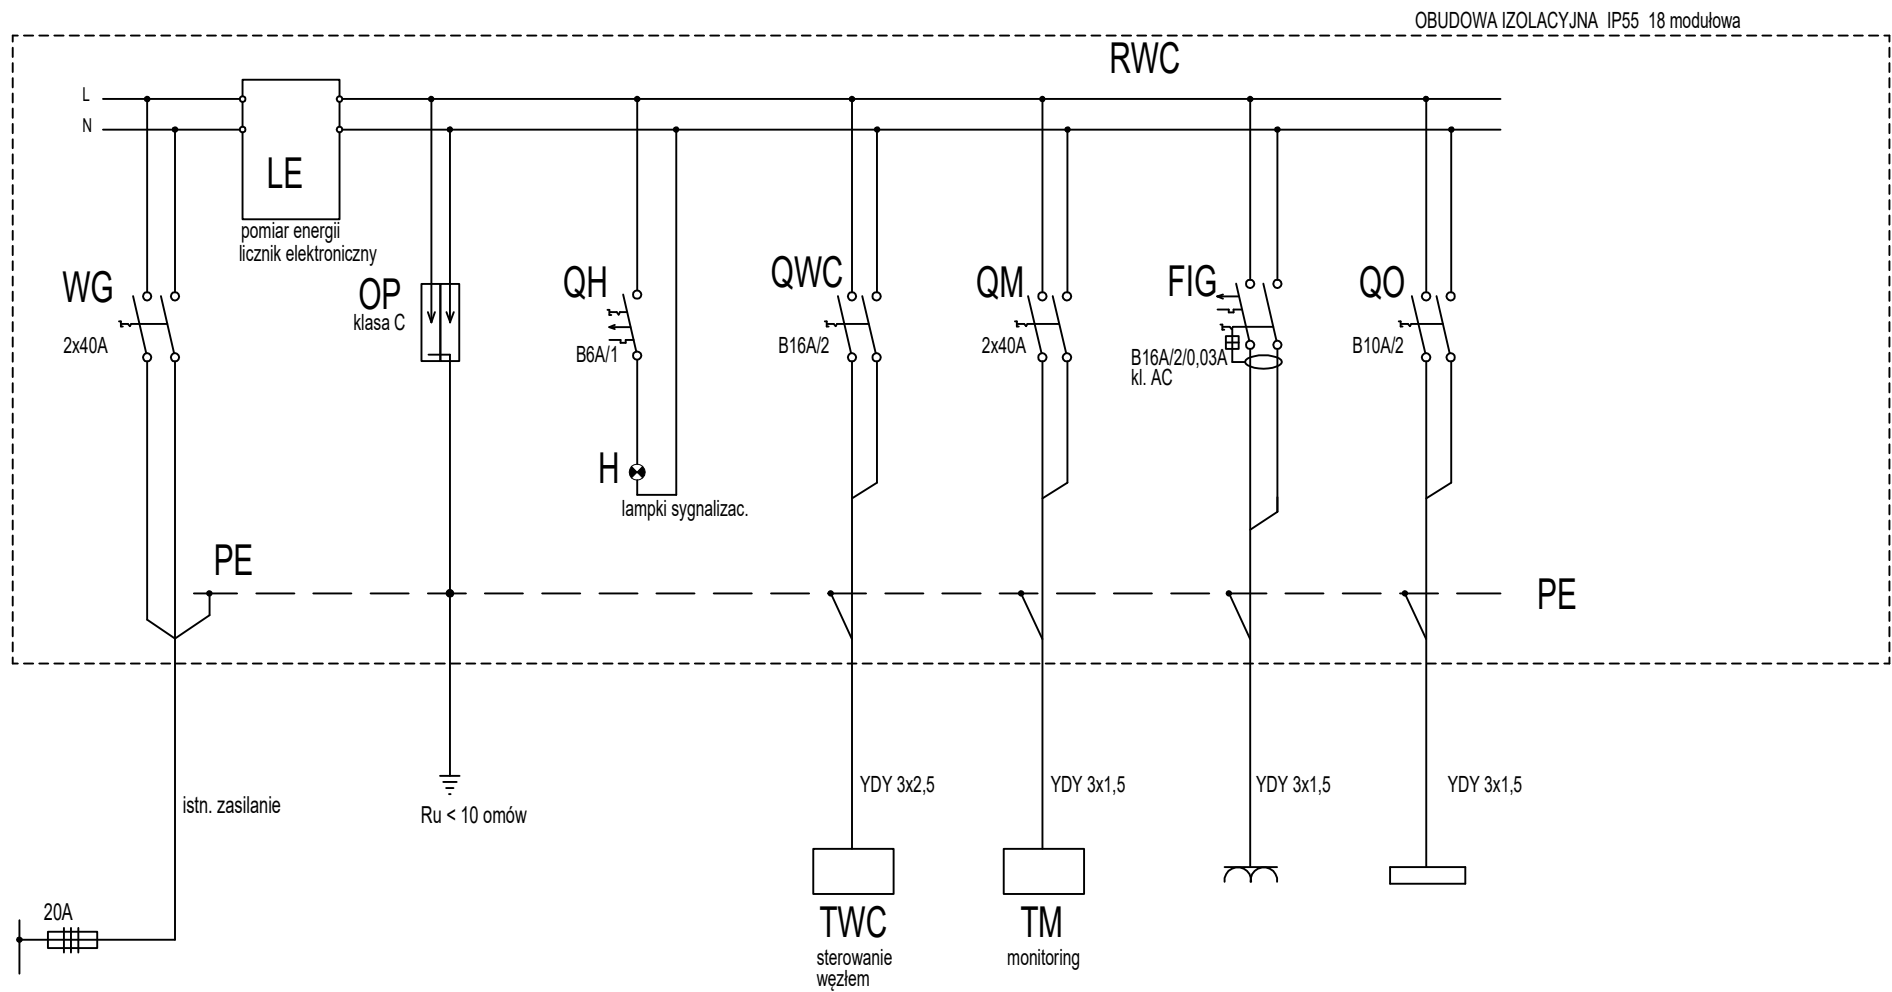 OBUDOWA IZOLACYJNA IP55 18 modułowa
RWC
L
N
LE
pomiar energii
licznik elektroniczny
WG
2x40A
OP
klasa C
QH
B6A/1
QWC
B16A/2
QM
2x40A
FIG
B16A/2/0,03A
kl. AC
QO
B10A/2
H
lampki sygnalizac.
PE
PE
istn. zasilanie
Ru < 10 omów
YDY 3x2,5
YDY 3x1,5
YDY 3x1,5
YDY 3x1,5
20A
TWC
sterowanie
węzłem
TM
monitoring